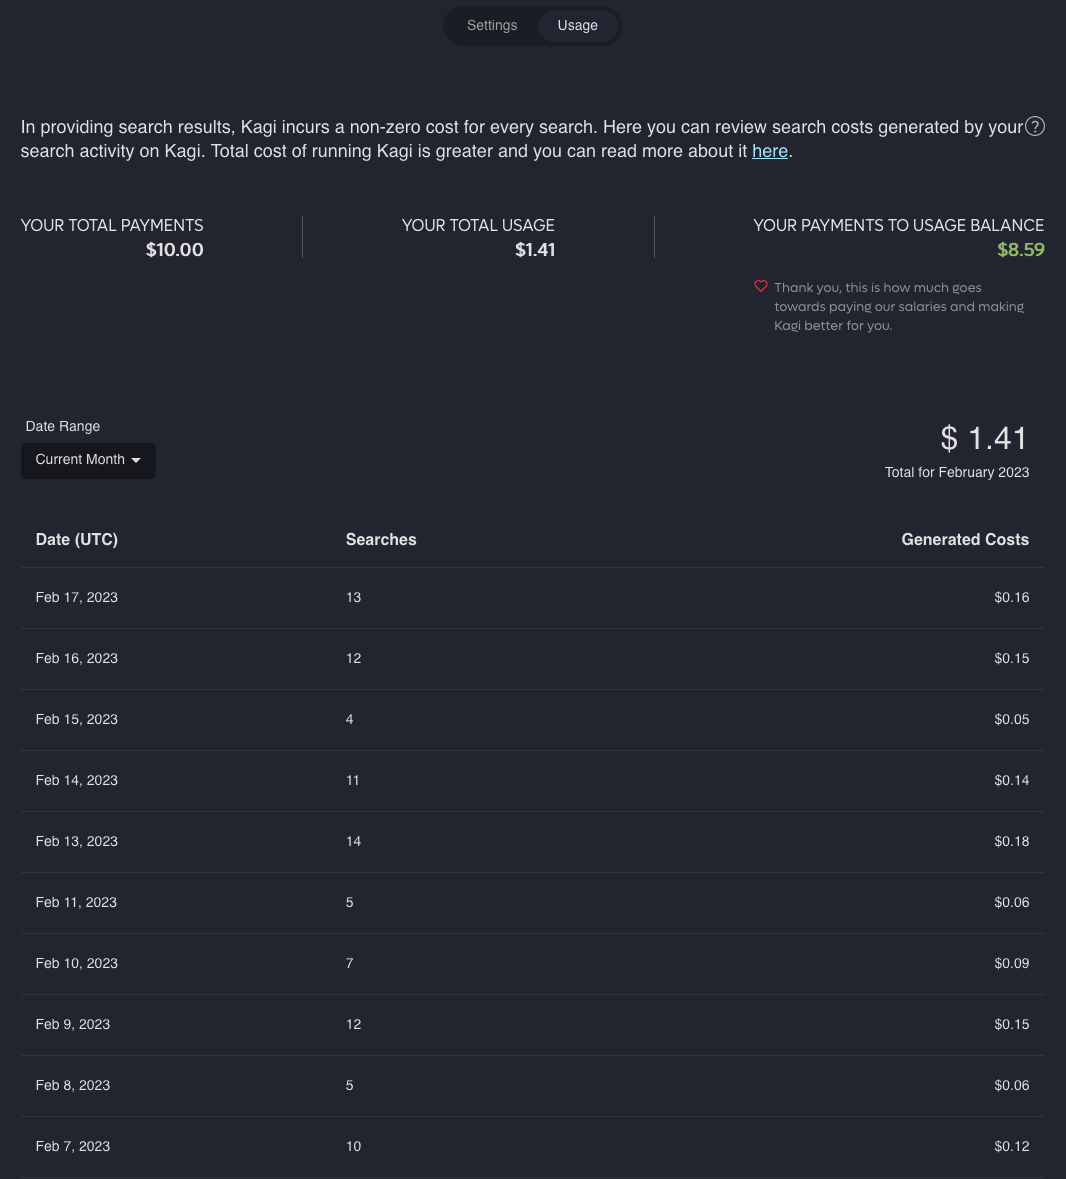 Settings Usage
In providing search results, Kagi incurs a non-zero cost for every search. Here you can review search costs generated by your ?
search activity on Kagi. Total cost of running Kagi is greater and you can read more about it here.
YOUR TOTAL PAYMENTS
$10.00
YOUR TOTAL USAGE
$1.41
YOUR PAYMENTS TO USAGE BALANCE
$8.59
Thank you, this is how much goes
towards paying our salaries and making
Kagi better for you.
Date Range
Current Month
$ 1.41
Total for February 2023
Date (UTC) Searches Generated Costs
Feb 17, 2023 13 $0.16
Feb 16, 2023 12 $0.15
Feb 15, 2023 4 $0.05
Feb 14, 2023 11 $0.14
Feb 13, 2023 14 $0.18
Feb 11, 2023 5 $0.06
Feb 10, 2023 7 $0.09
Feb 9, 2023 12 $0.15
Feb 8, 2023 5 $0.06
Feb 7, 2023 10 $0.12